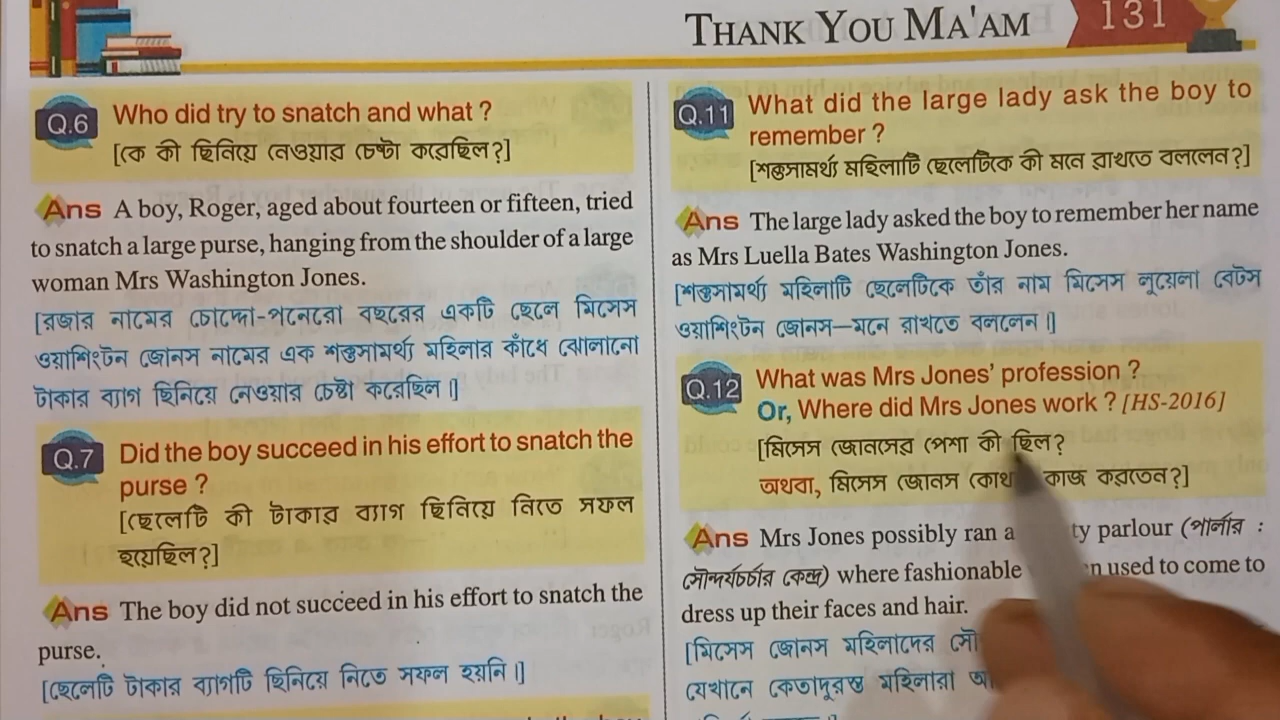 THANK YOU MA'AM
131
Q.6 Who did try to snatch and what ?
[কে কী ছিনিয়ে নেওয়ার চেষ্টা করেছিল?]
Ans A boy, Roger, aged about fourteen or fifteen, tried
to snatch a large purse, hanging from the shoulder of a large
woman Mrs Washington Jones.
[রজার নামের চোদ্দো-পনেরো বছরের একটি ছেলে মিসেস
ওয়াশিংটন জোনস নামের এক শক্তসামর্থ্য মহিলার কাঁধে ঝোলানো
টাকার ব্যাগ ছিনিয়ে নেওয়ার চেষ্টা করেছিল।]
Q.7 Did the boy succeed in his effort to snatch the
purse ?
[ছেলেটি কী টাকার ব্যাগ ছিনিয়ে নিতে সফল
হয়েছিল?]
Ans The boy did not succeed in his effort to snatch the
purse.
[ছেলেটি টাকার ব্যাগটি ছিনিয়ে নিতে সফল হয়নি।]
Q.11 What did the large lady ask the boy to
remember ?
[শক্তসামর্থ্য মহিলাটি ছেলেটিকে কী মনে রাখতে বললেন?]
Ans The large lady asked the boy to remember her name
as Mrs Luella Bates Washington Jones.
[শক্তসামর্থ্য মহিলাটি ছেলেটিকে তাঁর নাম মিসেস লুয়েলা বেটস
ওয়াশিংটন জোনস—মনে রাখতে বললেন।]
Q.12 What was Mrs Jones' profession ?
Or, Where did Mrs Jones work ? [HS-2016]
[মিসেস জোনসের পেশা কী ছিল?
অথবা, মিসেস জোনস কাজ করতেন?]
Ans Mrs Jones possibly ran a parlour (পার্লার :
সৌন্দর্যচর্চার কেন্দ্র) where fashionable used to come to
dress up their faces and hair.
[মিসেস জোনস মহিলাদের
যেখানে কেতাদুরস্ত মহিলারা